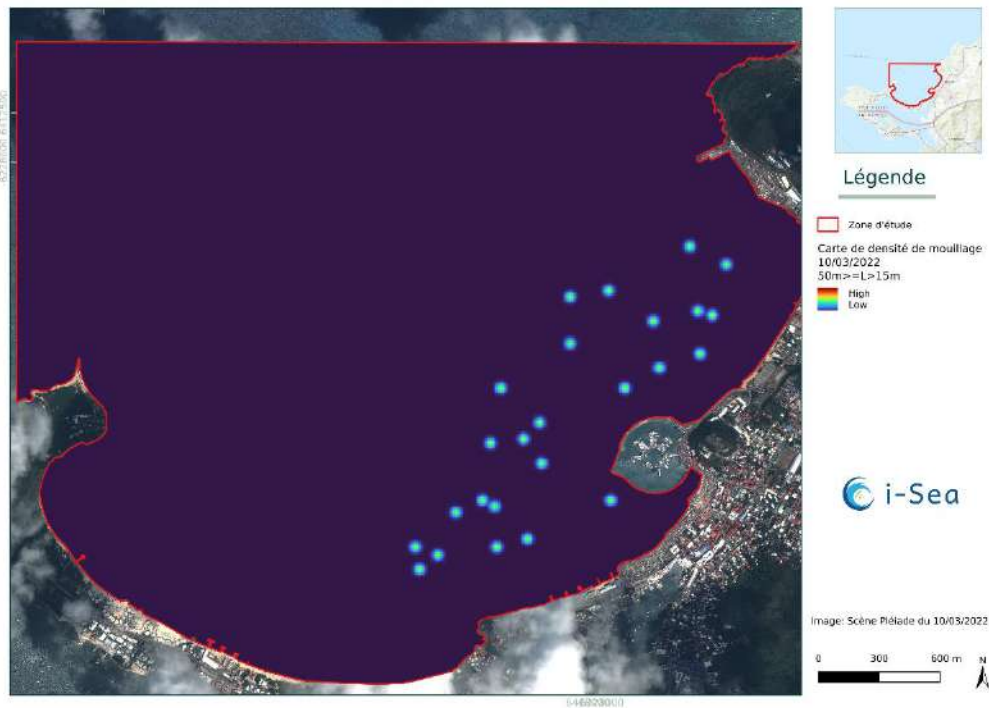 Légende
Zone d'étude
Carte de densité de mouillage
10/03/2022
50m>=L>15m
High
Low
i-Sea
Image: Scène Pléiade du 10/03/2022
0 300 600 m
N